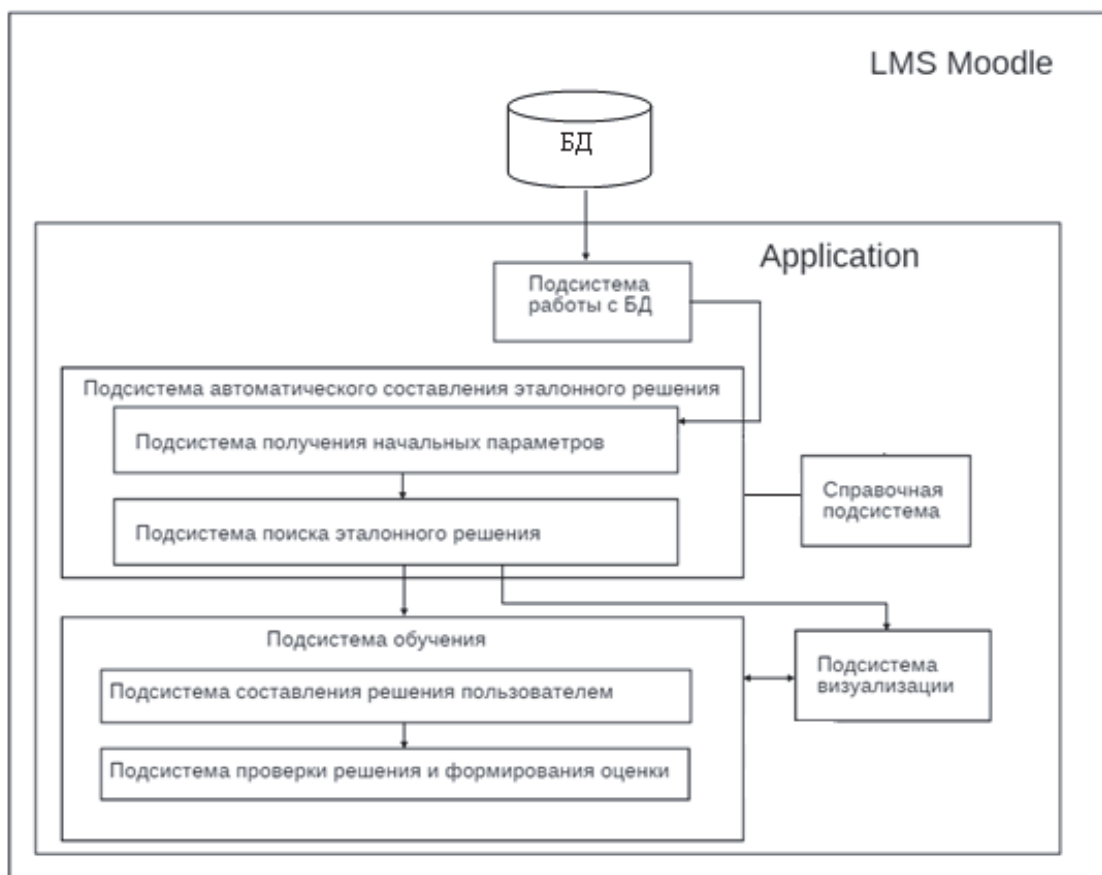 LMS Moodle
БД
Application
Подсистема
работы с БД
Подсистема автоматического составления эталонного решения
Подсистема получения начальных параметров
Справочная
подсистема
Подсистема поиска эталонного решения
Подсистема обучения
Подсистема
визуализации
Подсистема составления решения пользователем
Подсистема проверки решения и формирования оценки